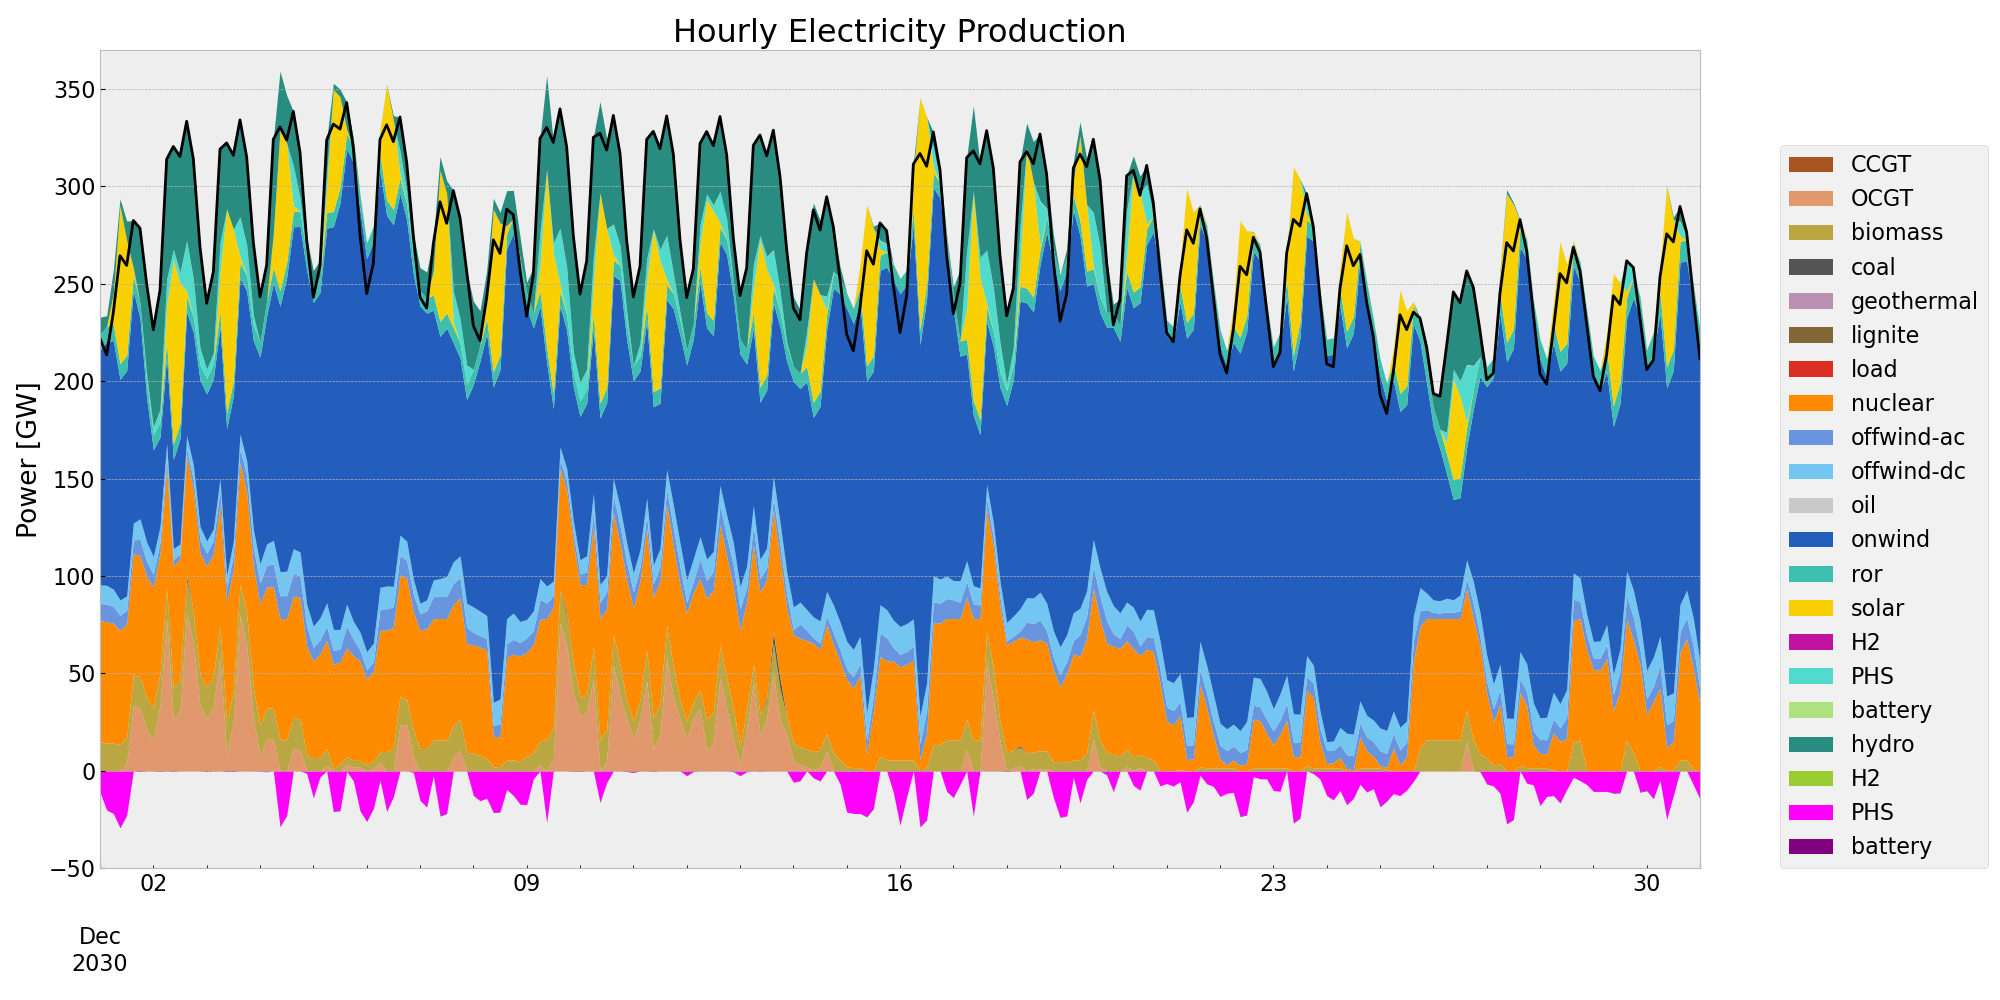 Hourly Electricity Production
Power [GW]
350
300
250
200
150
100
50
0
−50
02
09
16
23
30
Dec
2030
CCGT
OCGT
biomass
coal
geothermal
lignite
load
nuclear
offwind-ac
offwind-dc
oil
onwind
ror
solar
H2
PHS
battery
hydro
H2
PHS
battery